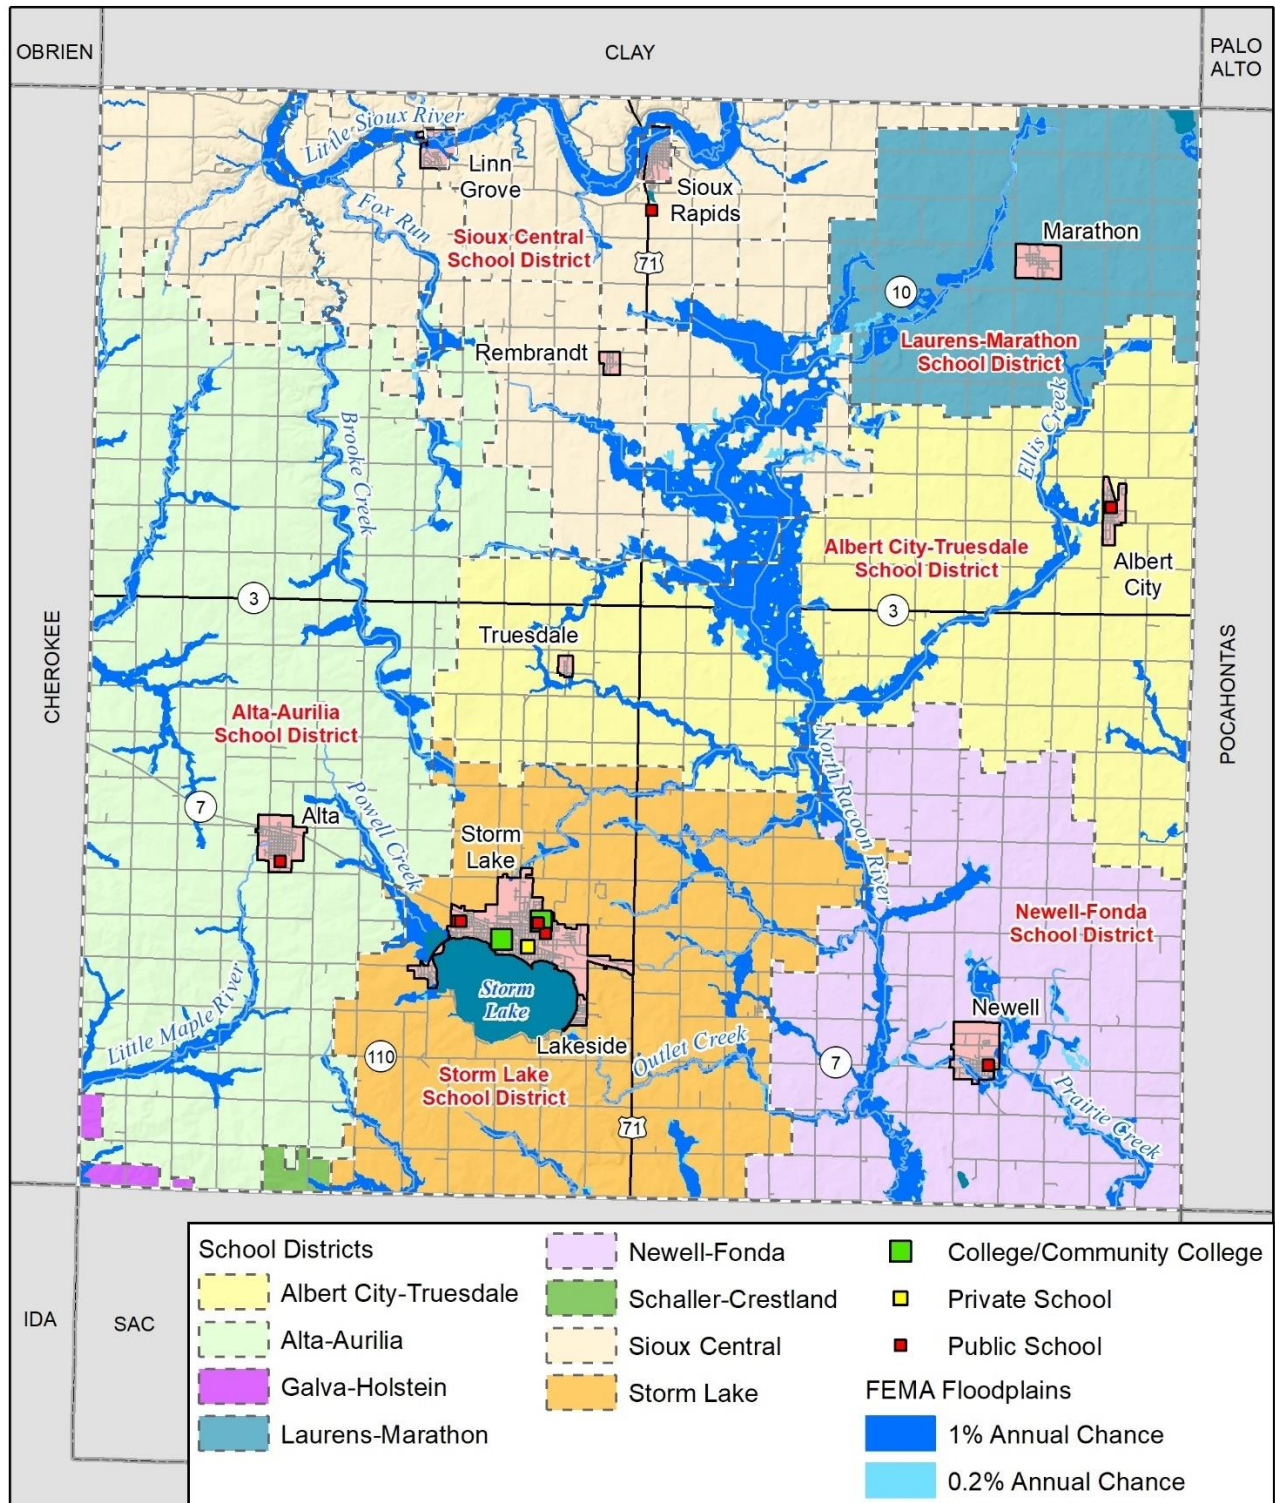 OBRIEN
CLAY
PALO
ALTO
Little Sioux River
Linn
Grove
Sioux
Rapids
Fox Run
Sioux Central
School District
71
Marathon
10
Laurens-Marathon
School District
Rembrandt
Brooke Creek
Ellis Creek
Albert City-Truesdale
School District
Albert
City
3
3
CHEROKEE
Truesdale
POCAHONTAS
Alta-Aurilia
School District
North Racoon River
7
Alta
Powell Creek
Storm
Lake
Newell-Fonda
School District
Little Maple River
Storm
Lake
Newell
Lakeside
Outlet Creek
110
7
Storm Lake
School District
71
Prairie Creek
IDA
SAC
School Districts
Albert City-Truesdale
Alta-Aurilia
Galva-Holstein
Laurens-Marathon
Newell-Fonda
Schaller-Crestland
Sioux Central
Storm Lake
College/Community College
Private School
Public School
FEMA Floodplains
1% Annual Chance
0.2% Annual Chance